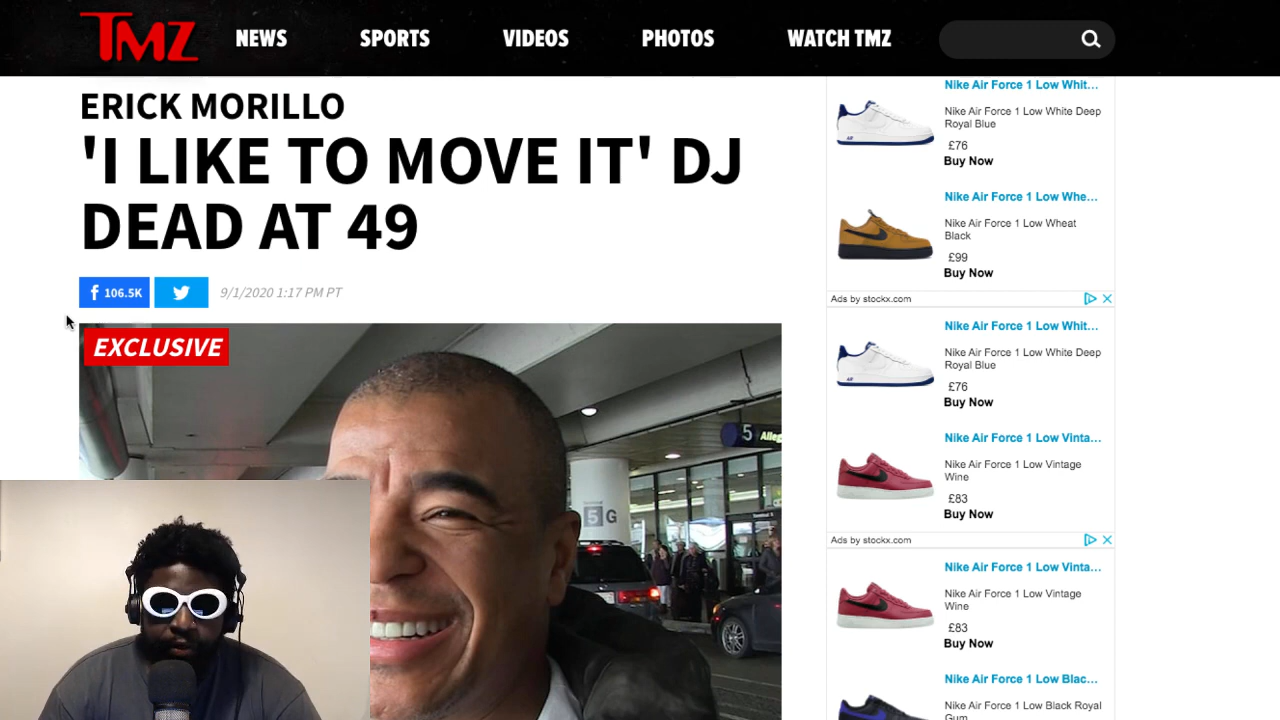 TMZ
NEWS
SPORTS
VIDEOS
PHOTOS
WATCH TMZ
ERICK MORILLO
'I LIKE TO MOVE IT' DJ
DEAD AT 49
f 106.5K
9/1/2020 1:17 PM PT
EXCLUSIVE
5
Alleg
5 G
Nike Air Force 1 Low Whit...
Nike Air Force 1 Low White Deep
Royal Blue
£76
Buy Now
Nike Air Force 1 Low Whe...
Nike Air Force 1 Low Wheat
Black
£99
Buy Now
Ads by stockx.com
Nike Air Force 1 Low Whit...
Nike Air Force 1 Low White Deep
Royal Blue
£76
Buy Now
Nike Air Force 1 Low Vinta...
Nike Air Force 1 Low Vintage
Wine
£83
Buy Now
Ads by stockx.com
Nike Air Force 1 Low Vinta...
Nike Air Force 1 Low Vintage
Wine
£83
Buy Now
Nike Air Force 1 Low Blac...
Nike Air Force 1 Low Black Royal
Gum